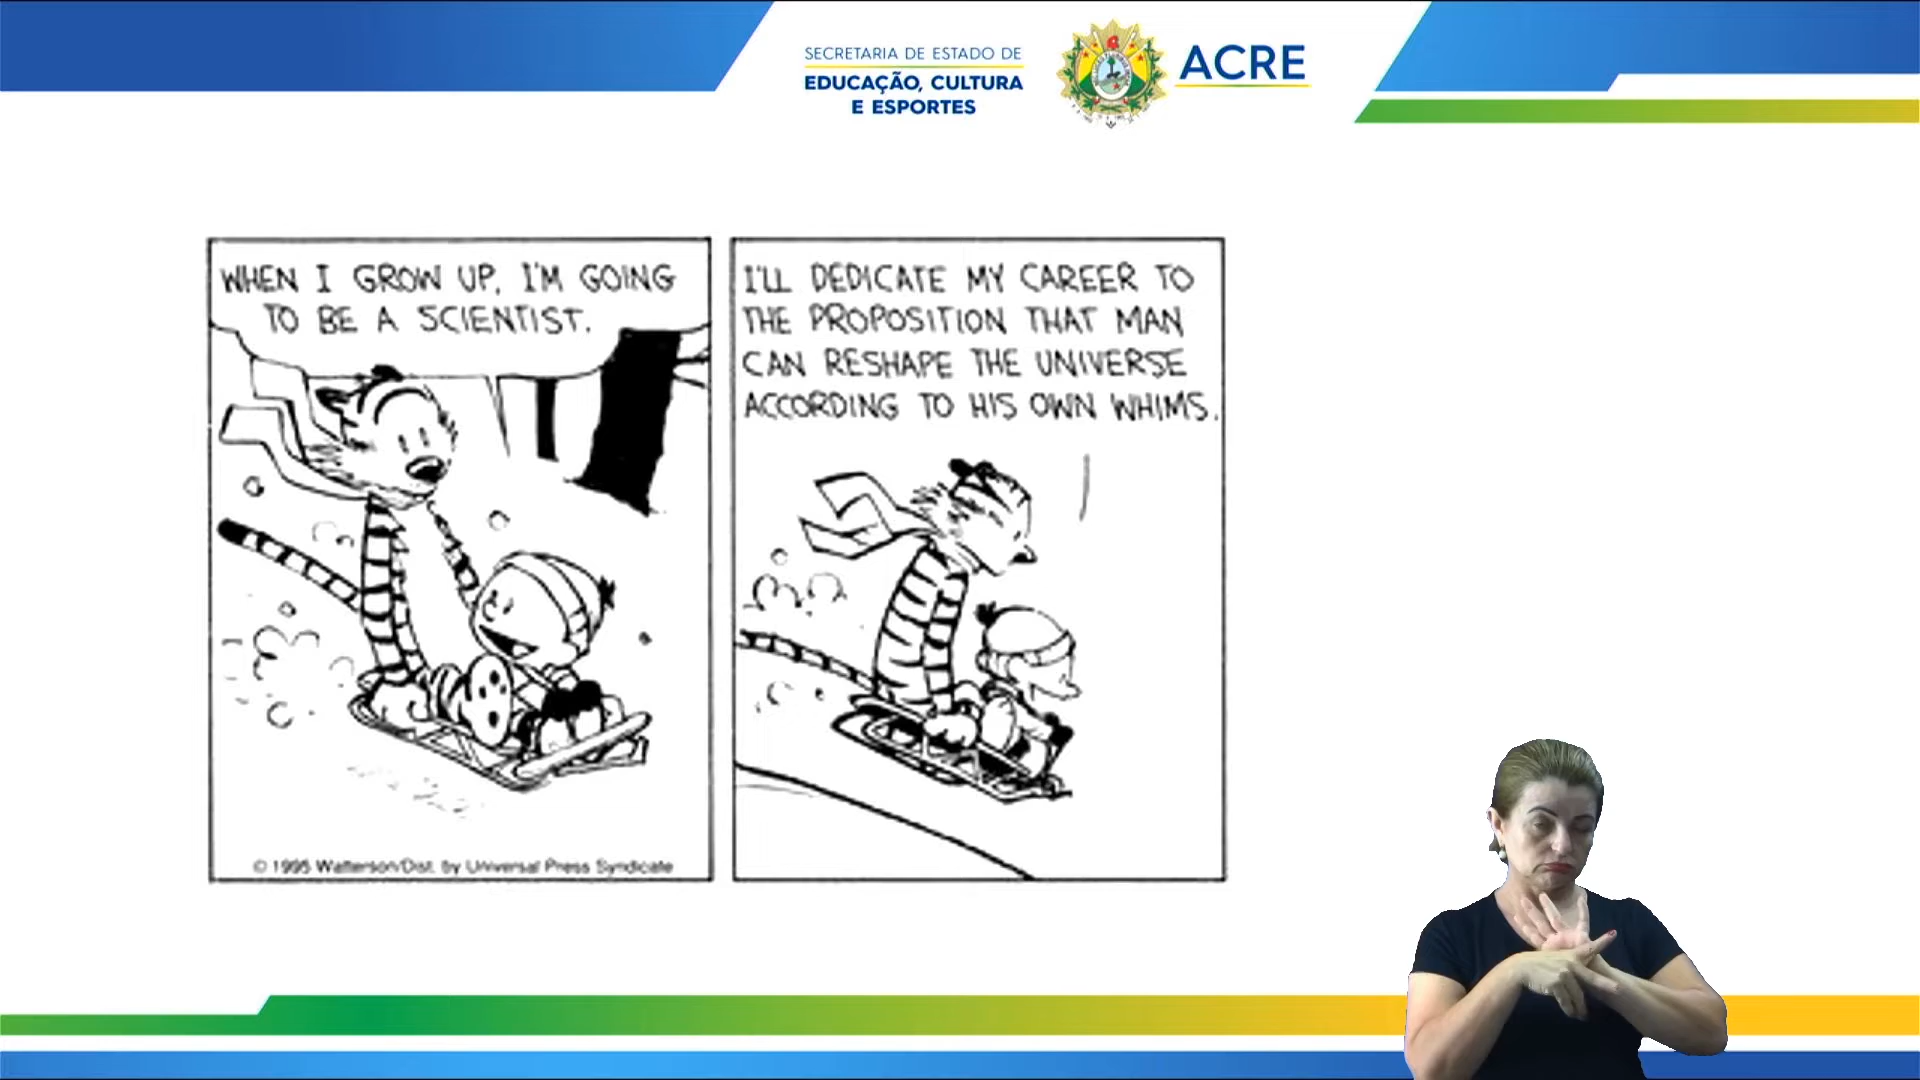 SECRETARIA DE ESTADO DE
EDUCAÇÃO, CULTURA
E ESPORTES
ACRE
WHEN I GROW UP, I'M GOING
TO BE A SCIENTIST.
© 1995 Watterson/Dist. by Universal Press Syndicate
I'LL DEDICATE MY CAREER TO
THE PROPOSITION THAT MAN
CAN RESHAPE THE UNIVERSE
ACCORDING TO HIS OWN WHIMS.